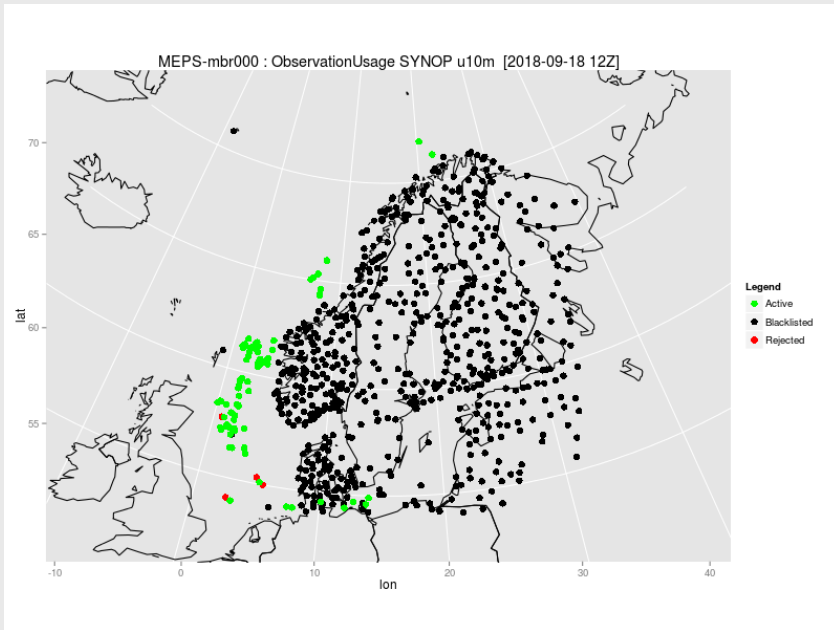 MEPS-mbr000 : ObservationUsage SYNOP u10m [2018-09-18 12Z]
70
65
60
55
lat
-10
0
10
20
30
40
lon
Legend
Active
Blacklisted
Rejected